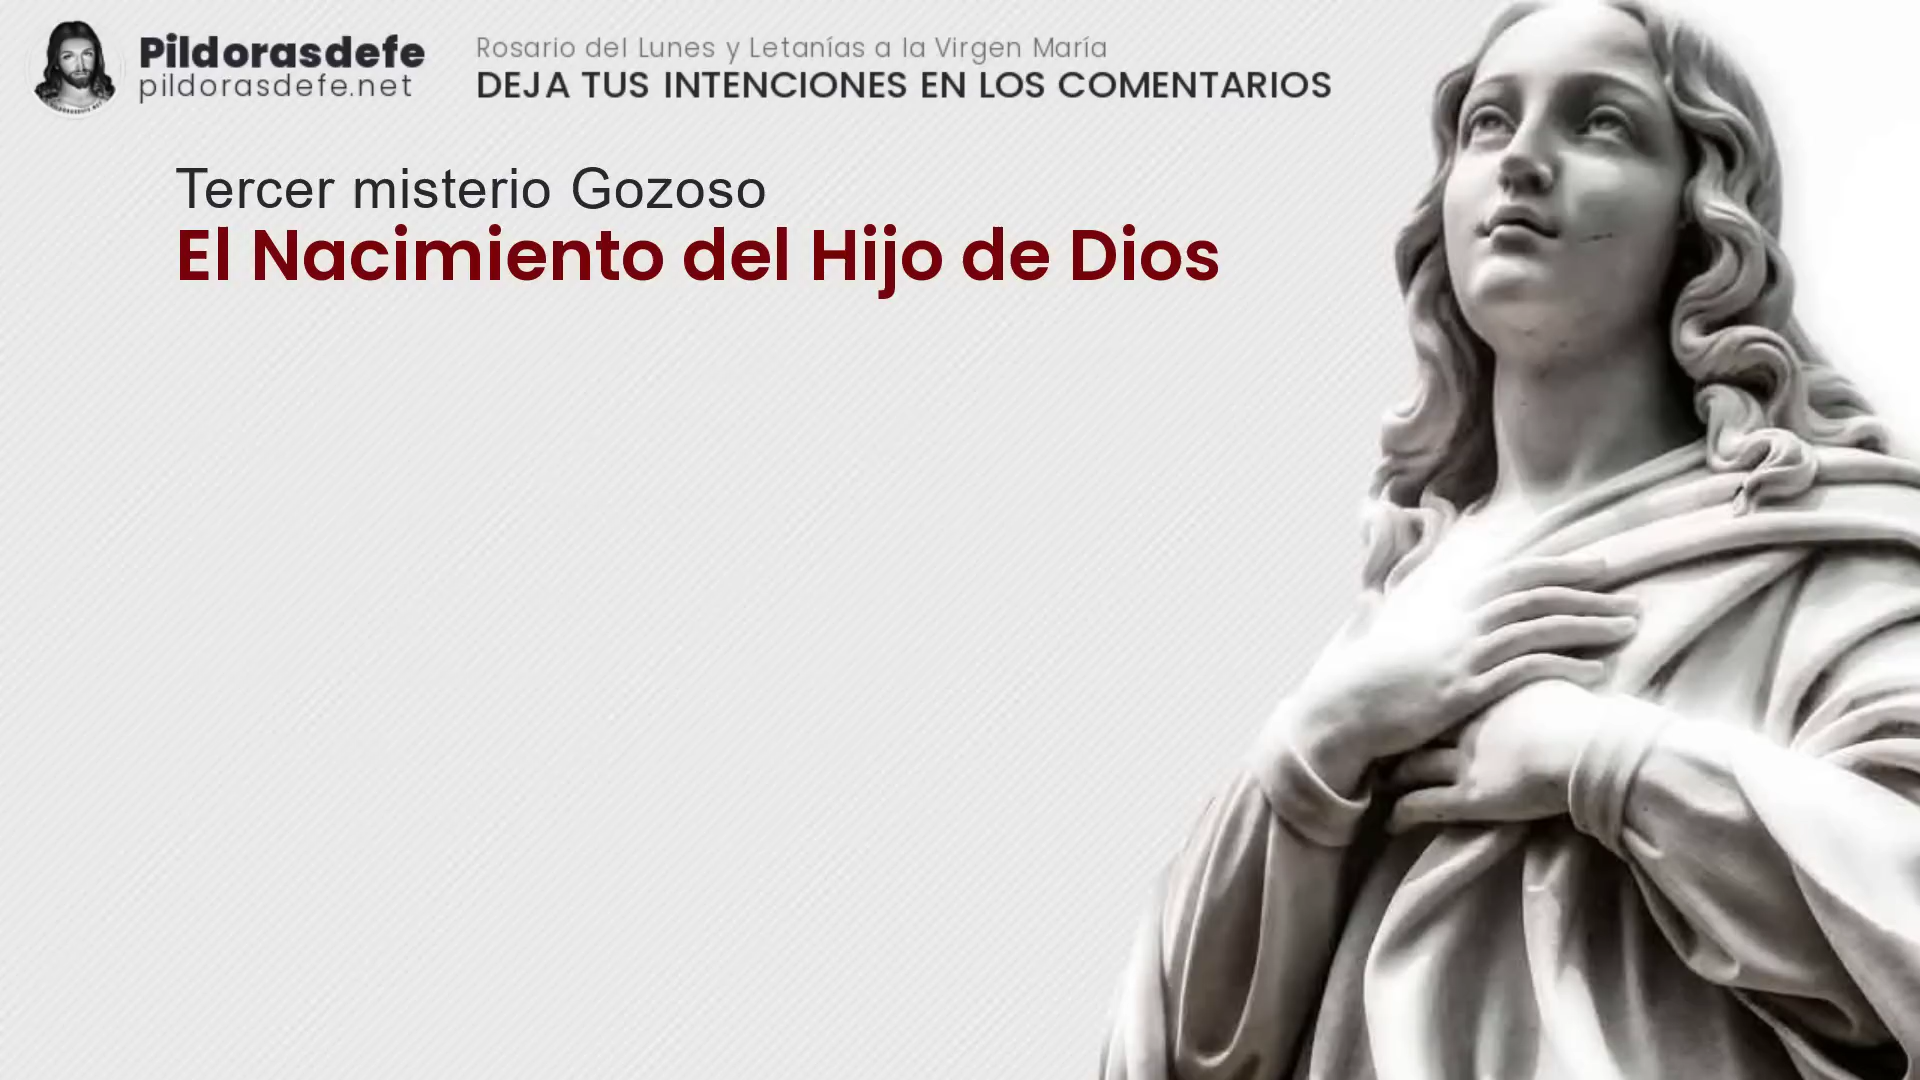 Pildorasdefe
pildorasdefe.net
Rosario del Lunes y Letanías a la Virgen María
DEJA TUS INTENCIONES EN LOS COMENTARIOS
Tercer misterio Gozoso
El Nacimiento del Hijo de Dios